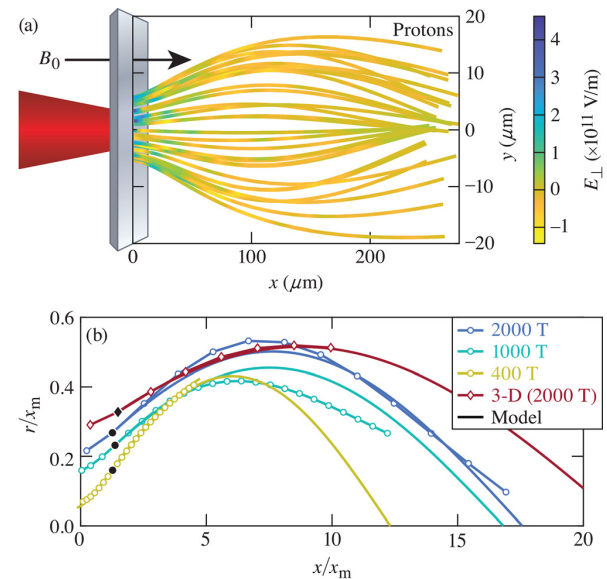 (a)
Protons
B0
20
10
0
−10
−20
y (μm)
0
100
200
x (μm)
4
3
2
1
0
−1
E⊥ (×10^11 V/m)
(b)
0.6
0.4
0.2
0.0
r/xm
0
5
10
15
20
x/xm
2000 T
1000 T
400 T
3-D (2000 T)
Model